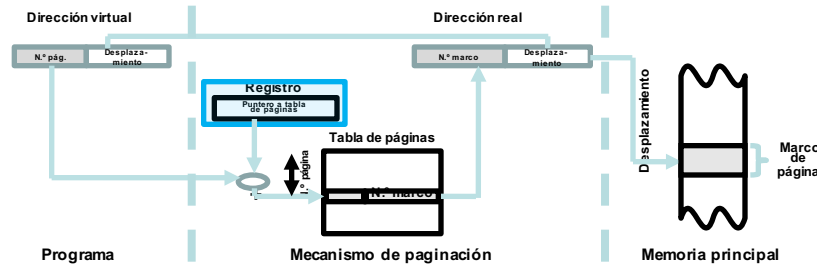 Dirección virtual
Dirección real
N.º pág.
Desplaza-
miento
N.º marco
Desplaza-
miento
Registro
Puntero a tabla
de páginas
Tabla de páginas
N.º página
N.º marco
+
Desplazamiento
Marco
de
página
Programa
Mecanismo de paginación
Memoria principal